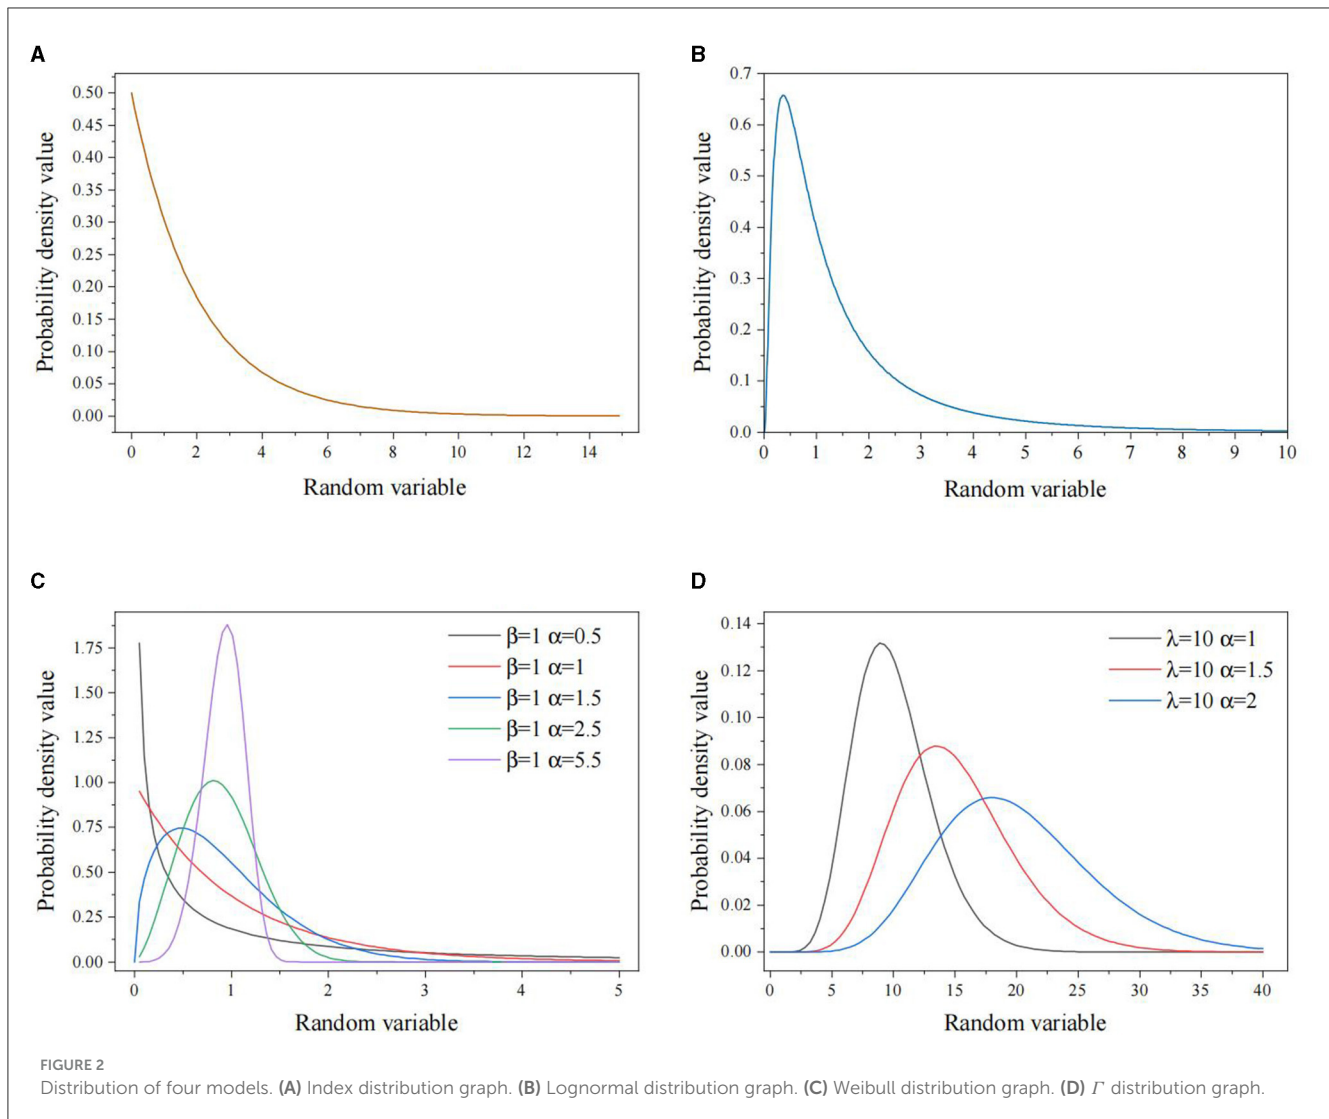 A
Probability density value
0.50
0.45
0.40
0.35
0.30
0.25
0.20
0.15
0.10
0.05
0.00
0 2 4 6 8 10 12 14
Random variable
B
Probability density value
0.7
0.6
0.5
0.4
0.3
0.2
0.1
0.0
0 1 2 3 4 5 6 7 8 9 10
Random variable
C
Probability density value
1.75
1.50
1.25
1.00
0.75
0.50
0.25
0.00
β=1 α=0.5
β=1 α=1
β=1 α=1.5
β=1 α=2.5
β=1 α=5.5
0 1 2 3 4 5
Random variable
D
Probability density value
0.14
0.12
0.10
0.08
0.06
0.04
0.02
0.00
λ=10 α=1
λ=10 α=1.5
λ=10 α=2
0 5 10 15 20 25 30 35 40
Random variable
FIGURE 2
Distribution of four models. (A) Index distribution graph. (B) Lognormal distribution graph. (C) Weibull distribution graph. (D) Γ distribution graph.